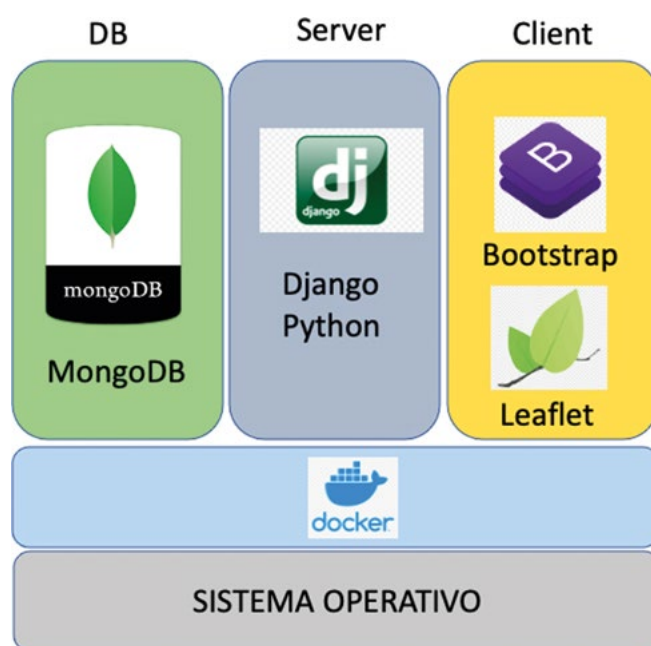 DB
Server
Client
mongoDB
MongoDB
dj
django
Django
Python
B
Bootstrap
Leaflet
docker
SISTEMA OPERATIVO